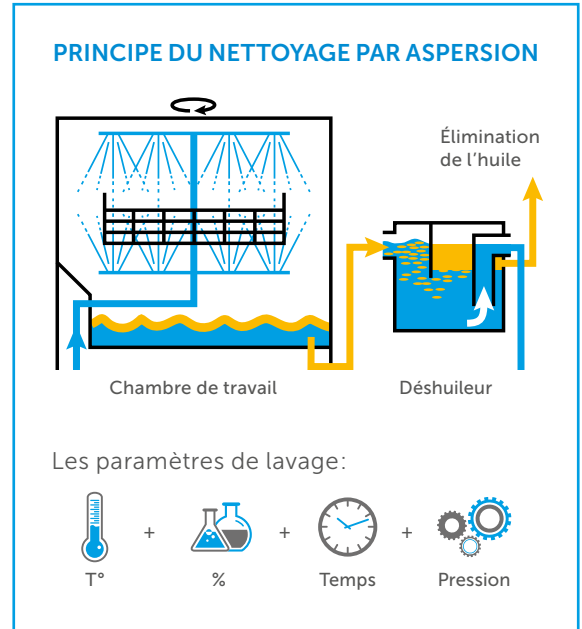 PRINCIPE DU NETTOYAGE PAR ASPERSION
Élimination
de l’huile
Chambre de travail
Déshuileur
Les paramètres de lavage:
T° + % + Temps + Pression